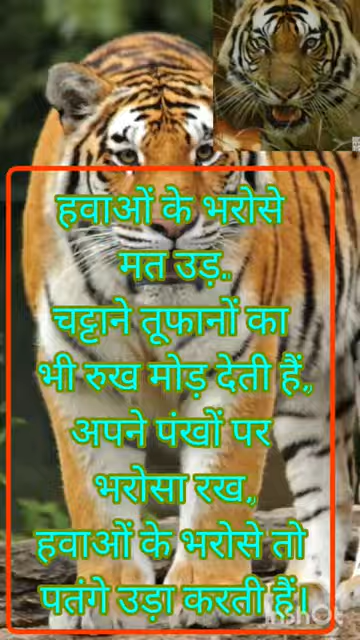 हवाओं के भरोसे
मत उड़..
चट्टाने तूफानों का
भी रुख मोड़ देती हैं,,
अपने पंखों पर
भरोसा रख,,
हवाओं के भरोसे तो
पतंगे उड़ा करती हैं।